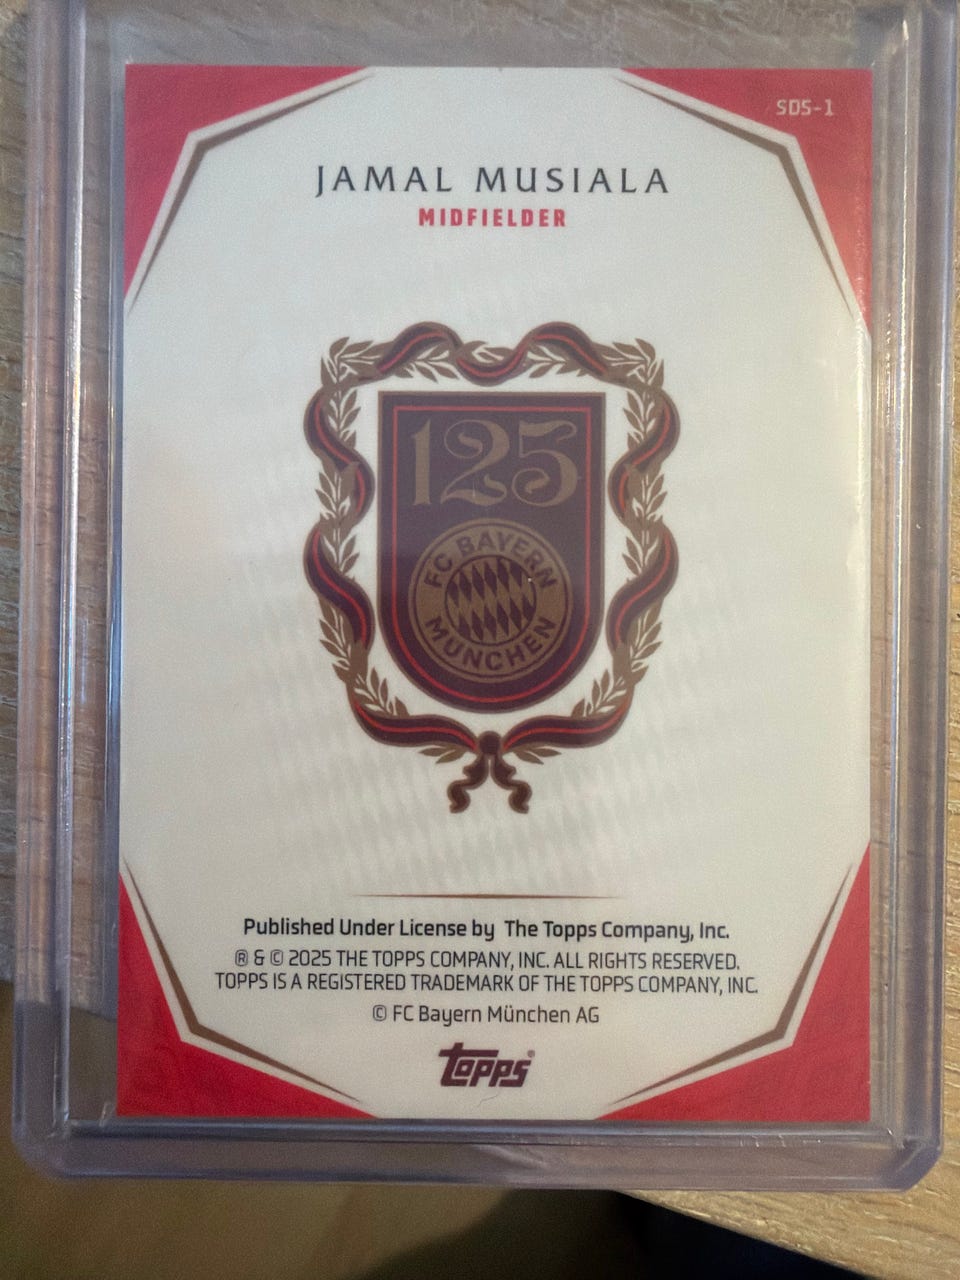 SDS-1
JAMAL MUSIALA
MIDFIELDER
125
FC BAYERN
MÜNCHEN
Published Under License by The Topps Company, Inc.
® & © 2025 THE TOPPS COMPANY, INC. ALL RIGHTS RESERVED.
TOPPS IS A REGISTERED TRADEMARK OF THE TOPPS COMPANY, INC.
© FC Bayern München AG
topps®